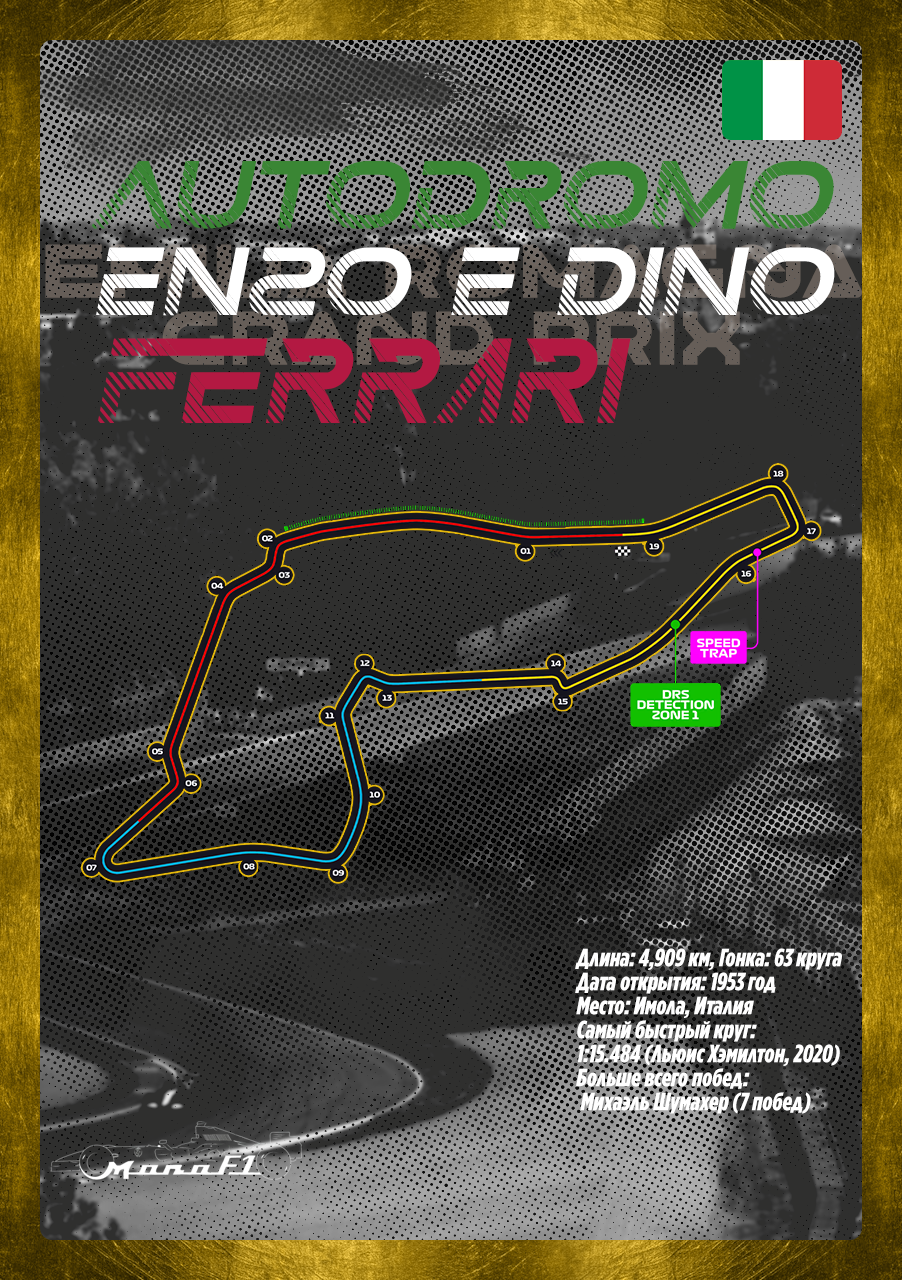 AUTODROMO
ENZO E DINO
GRAND PRIX
FERRARI
18
17
02
01
19
03
16
04
SPEED
TRAP
12
14
13
15
DRS
DETECTION
ZONE 1
11
05
06
10
07
08
09
Длина: 4,909 км, Гонка: 63 круга
Дата открытия: 1953 год
Место: Имола, Италия
Самый быстрый круг:
1:15.484 (Льюис Хэмилтон, 2020)
Больше всего побед:
Михаэль Шумахер (7 побед)
МапаF1